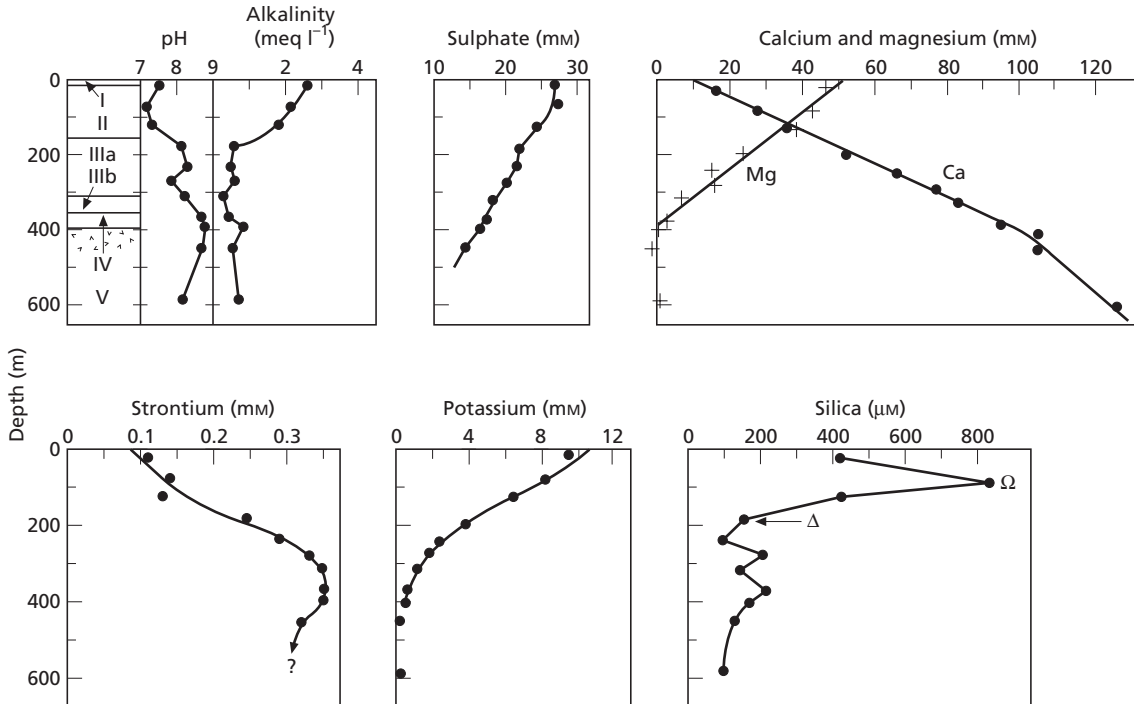 Alkalinity
pH (meq l⁻¹) Sulphate (mM) Calcium and magnesium (mM)
7 8 9 2 4 10 20 30 0 20 40 60 80 100 120
0
I
II
IIIa
IIIb
IV
V
200
400
600
Mg
Ca
Depth (m)
Strontium (mM) Potassium (mM) Silica (μM)
0 0.1 0.2 0.3 0 4 8 12 0 200 400 600 800
0
200
400
600
?
Ω
Δ